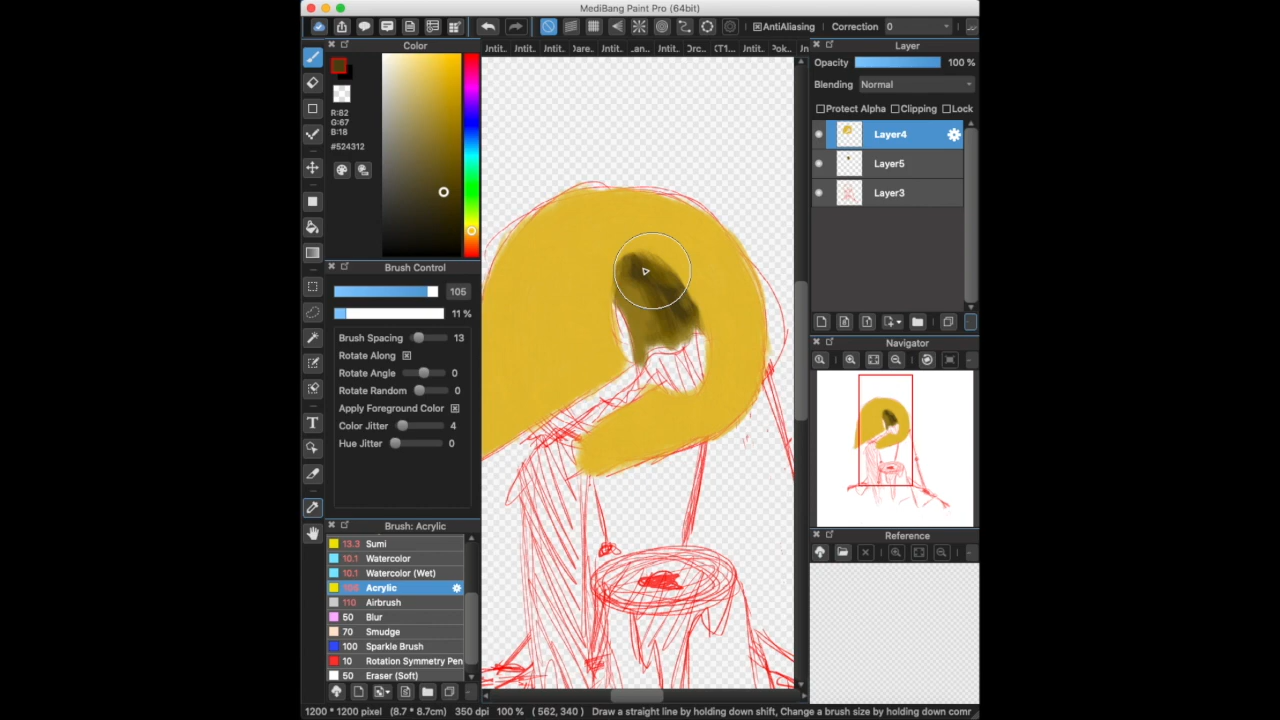 MediBang Paint Pro (64bit)
AntiAliasing Correction 0
Color
R:82
G:67
B:18
#524312
Brush Control
105
11 %
Brush Spacing 13
Rotate Along
Rotate Angle 0
Rotate Random 0
Apply Foreground Color
Color Jitter 4
Hue Jitter 0
Brush: Acrylic
13.3 Sumi
10.1 Watercolor
10.1 Watercolor (Wet)
Acrylic
110 Airbrush
50 Blur
70 Smudge
100 Sparkle Brush
10 Rotation Symmetry Pen
50 Eraser (Soft)
Layer
Opacity 100 %
Blending Normal
Protect Alpha Clipping Lock
Layer4
Layer5
Layer3
Navigator
Reference
1200 * 1200 pixel (8.7 * 8.7cm) 350 dpi 100 % ( 562, 340 ) Draw a straight line by holding down shift, Change a brush size by holding down comr